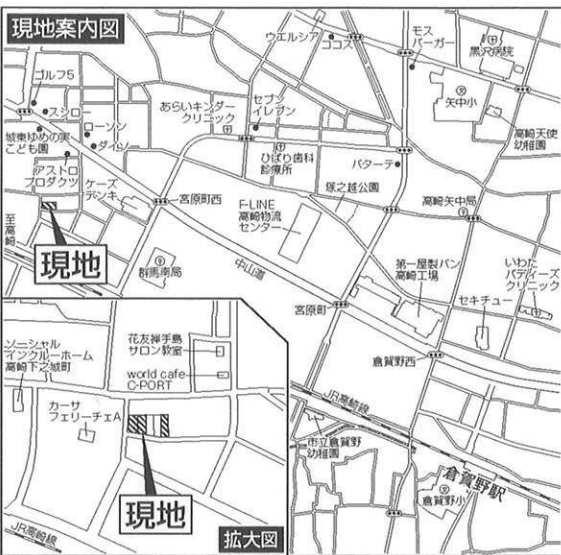 現地案内図
ウエルシア
ココス
モス
バーガー
黒沢病院
ゴルフ5
スシロー
ローソン
ダイソー
城東ゆめの実
こども園
アストロ
プロダクツ
ケーズ
デンキ
あらいキンダー
クリニック
セブン
イレブン
ひばり歯科
診療所
矢中小
高崎天使
幼稚園
パターテ
塚之越公園
高崎矢中局
宮原町西
F-LINE
高崎物流
センター
至高崎
現地
群馬南局
中山道
第一屋製パン
高崎工場
いわた
バディーズ
クリニック
セキチュー
宮原町
倉賀野西
JR高崎線
市立倉賀野
幼稚園
倉賀野駅
倉賀野小
ソーシャル
インクルーホーム
高崎下之城町
花友禅手島
サロン教室
world cafe
C-PORT
カーサ
フェリーチェA
現地
JR高崎線
拡大図